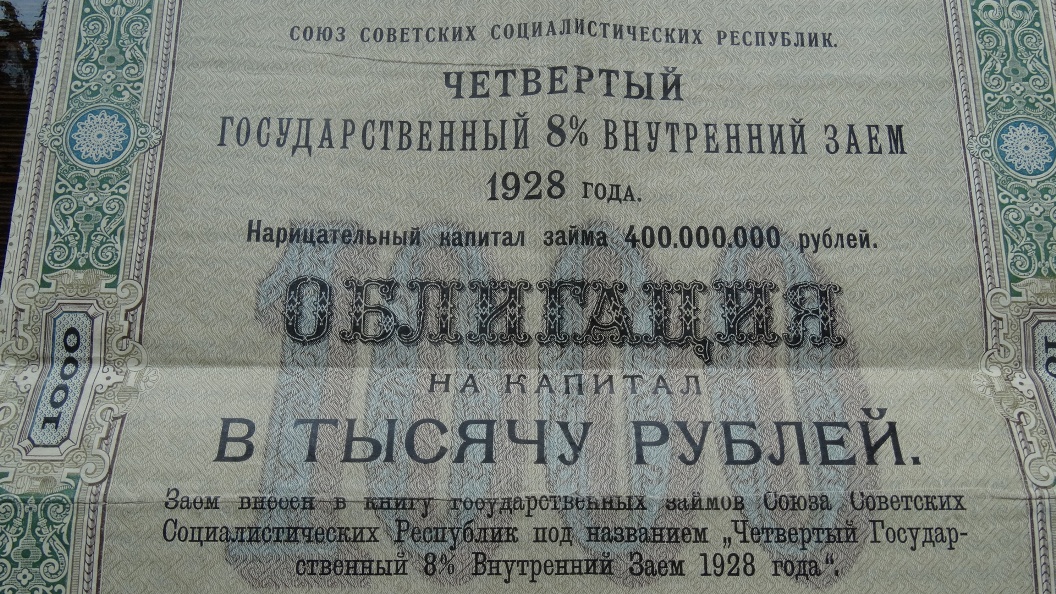 СОЮЗ СОВЕТСКИХ СОЦИАЛИСТИЧЕСКИХ РЕСПУБЛИК.
ЧЕТВЕРТЫЙ
ГОСУДАРСТВЕННЫЙ 8% ВНУТРЕННИЙ ЗАЕМ
1928 ГОДА.
Нарицательный капитал займа 400.000.000 рублей.
1000
ОБЛИГАЦИЯ
НА КАПИТАЛ
1000
В ТЫСЯЧУ РУБЛЕЙ.
Заем внесен в книгу государственных займов Союза Советских
Социалистических Республик под названием „Четвертый Государ-
ственный 8% Внутренний Заем 1928 года“.